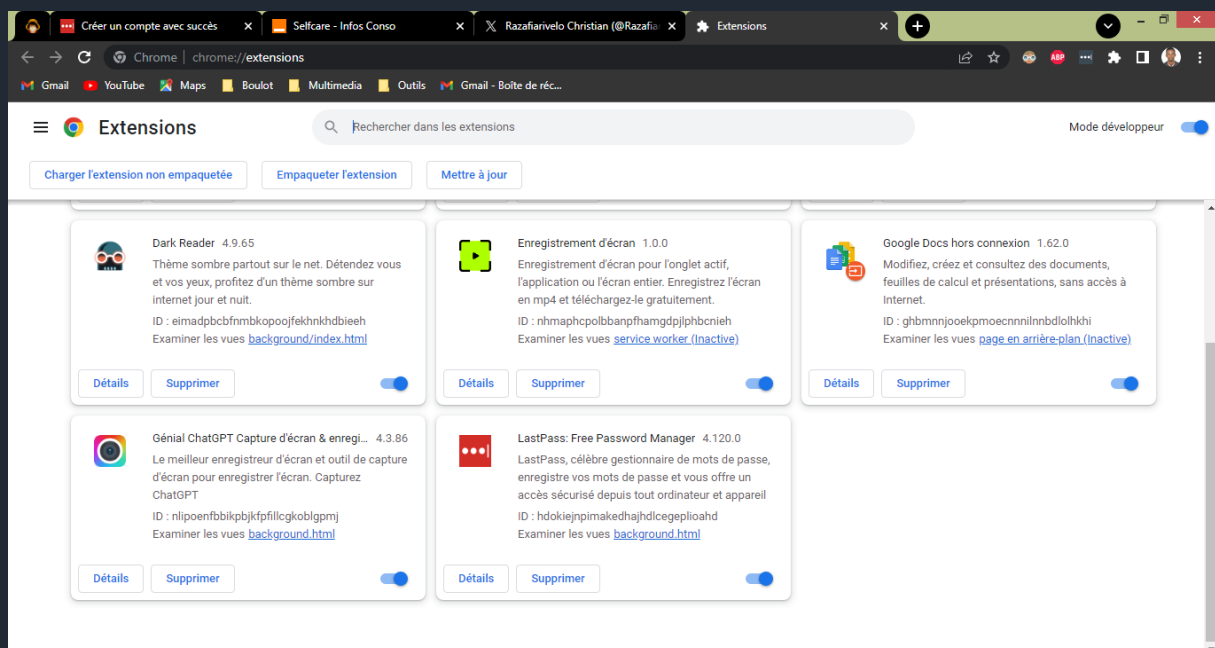 Créer un compte avec succès
Selfcare - Infos Conso
Razafiarivelo Christian (@Razafia
Extensions
Chrome | chrome://extensions
ABP
Gmail
YouTube
Maps
Boulot
Multimedia
Outils
Gmail - Boîte de réc...
Extensions
Rechercher dans les extensions
Mode développeur
Charger l'extension non empaquetée
Empaqueter l'extension
Mettre à jour
Dark Reader 4.9.65
Thème sombre partout sur le net. Détendez vous
et vos yeux, profitez d'un thème sombre sur
internet jour et nuit.
ID : eimadpbcbfnmbkopoojfekhnkhdbieeh
Examiner les vues background/index.html
Détails
Supprimer
Enregistrement d'écran 1.0.0
Enregistrement d'écran pour l'onglet actif,
l'application ou l'écran entier. Enregistrez l'écran
en mp4 et téléchargez-le gratuitement.
ID : nhmaphcpolbbanpfhamgdpjlphbcnieh
Examiner les vues service worker (Inactive)
Détails
Supprimer
Google Docs hors connexion 1.62.0
Modifiez, créez et consultez des documents,
feuilles de calcul et présentations, sans accès à
Internet.
ID : ghbmnnjooekpmoecnnnilnnbdlolhkhi
Examiner les vues page en arrière-plan (Inactive)
Détails
Supprimer
Génial ChatGPT Capture d'écran & enregi... 4.3.86
Le meilleur enregistreur d'écran et outil de capture
d'écran pour enregistrer l'écran. Capturez
ChatGPT
ID : nlipoenfbbikpbjkfpfillcgkoblgpmj
Examiner les vues background.html
Détails
Supprimer
LastPass: Free Password Manager 4.120.0
LastPass, célèbre gestionnaire de mots de passe,
enregistre vos mots de passe et vous offre un
accès sécurisé depuis tout ordinateur et appareil
ID : hdokiejnpimakedhajhdlcegeplioahd
Examiner les vues background.html
Détails
Supprimer